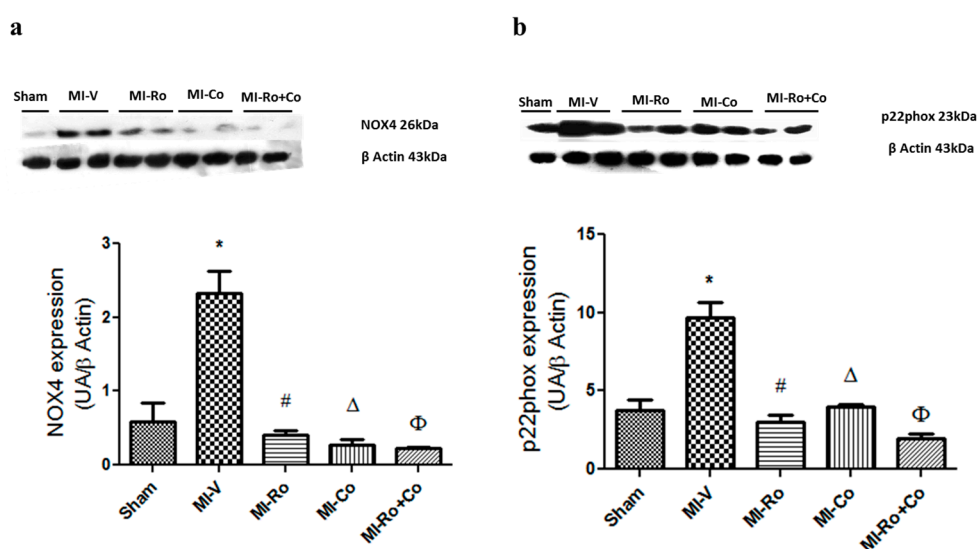 a
Sham MI-V MI-Ro MI-Co MI-Ro+Co
NOX4 26kDa
β Actin 43kDa
3
2
1
0
NOX4 expression
(UA/β Actin)
*
#
Δ
Φ
Sham
MI-V
MI-Ro
MI-Co
MI-Ro+Co
b
Sham MI-V MI-Ro MI-Co MI-Ro+Co
p22phox 23kDa
β Actin 43kDa
15
10
5
0
p22phox expression
(UA/β Actin)
*
#
Δ
Φ
Sham
MI-V
MI-Ro
MI-Co
MI-Ro+Co